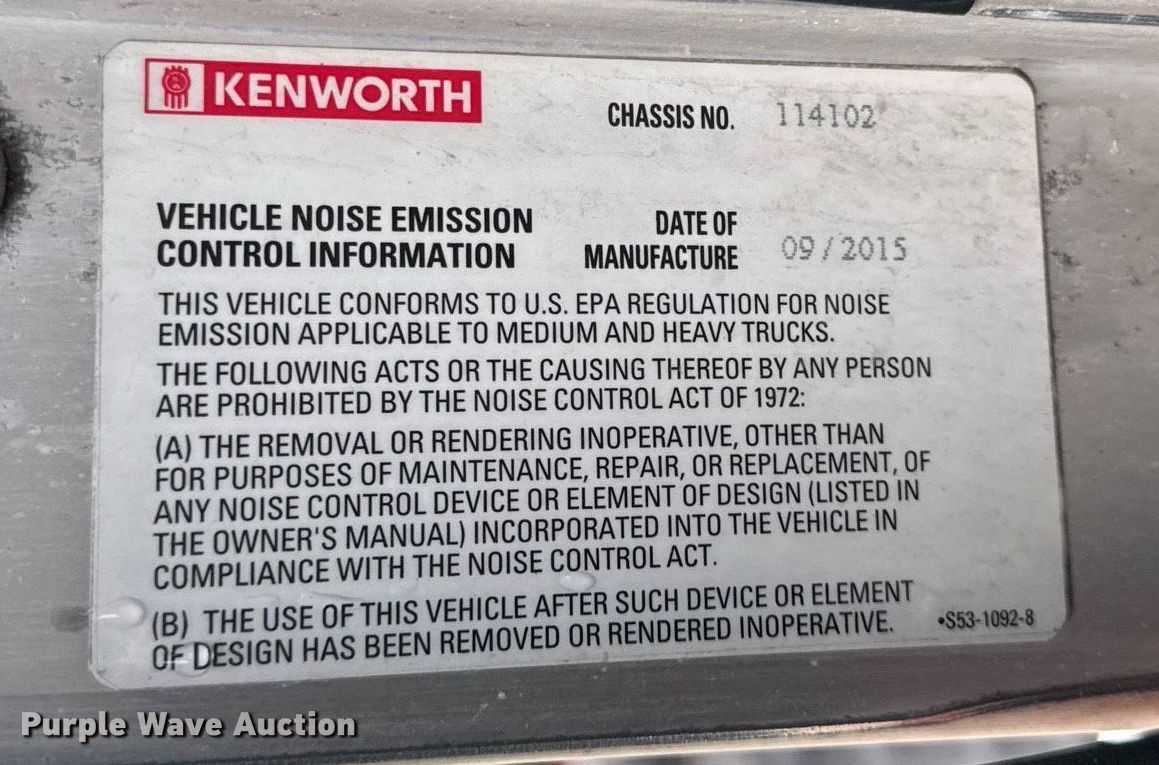 KENWORTH
CHASSIS NO. 114102
VEHICLE NOISE EMISSION
CONTROL INFORMATION
DATE OF
MANUFACTURE 09/2015
THIS VEHICLE CONFORMS TO U.S. EPA REGULATION FOR NOISE
EMISSION APPLICABLE TO MEDIUM AND HEAVY TRUCKS.
THE FOLLOWING ACTS OR THE CAUSING THEREOF BY ANY PERSON
ARE PROHIBITED BY THE NOISE CONTROL ACT OF 1972:
(A) THE REMOVAL OR RENDERING INOPERATIVE, OTHER THAN
FOR PURPOSES OF MAINTENANCE, REPAIR, OR REPLACEMENT, OF
ANY NOISE CONTROL DEVICE OR ELEMENT OF DESIGN (LISTED IN
THE OWNER'S MANUAL) INCORPORATED INTO THE VEHICLE IN
COMPLIANCE WITH THE NOISE CONTROL ACT.
(B) THE USE OF THIS VEHICLE AFTER SUCH DEVICE OR ELEMENT
OF DESIGN HAS BEEN REMOVED OR RENDERED INOPERATIVE.
•S53-1092-8
Purple Wave Auction